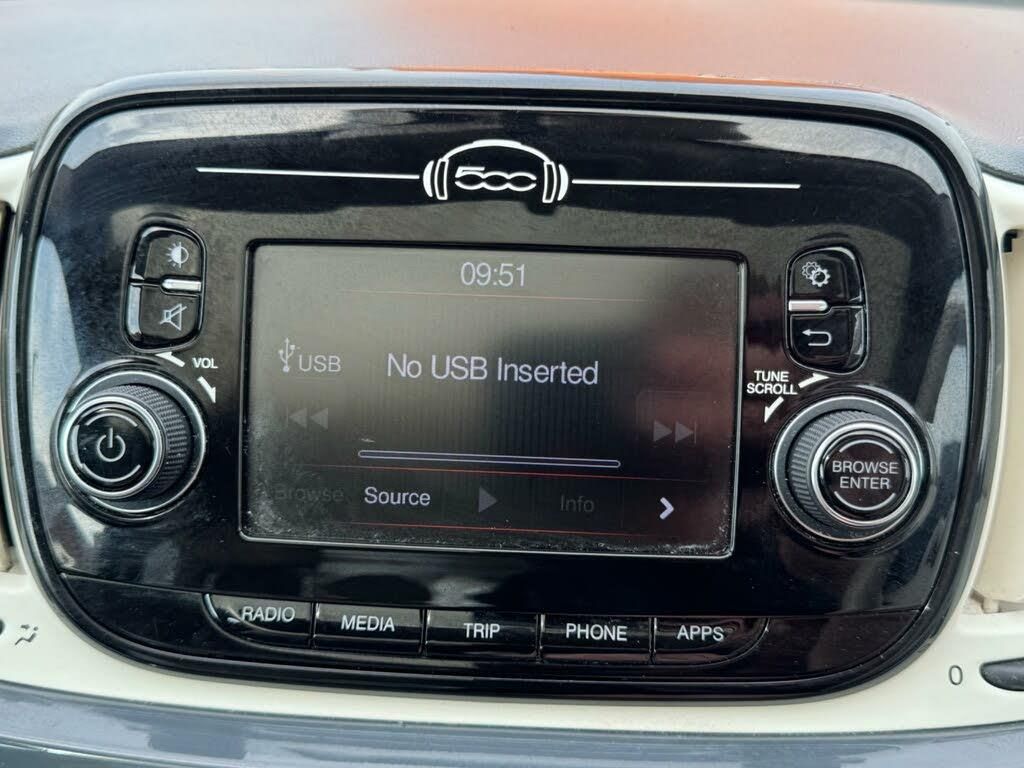 500
09:51
VOL
USB
No USB Inserted
TUNE
SCROLL
BROWSE
ENTER
Browse
Source
Info
RADIO
MEDIA
TRIP
PHONE
APPS
0